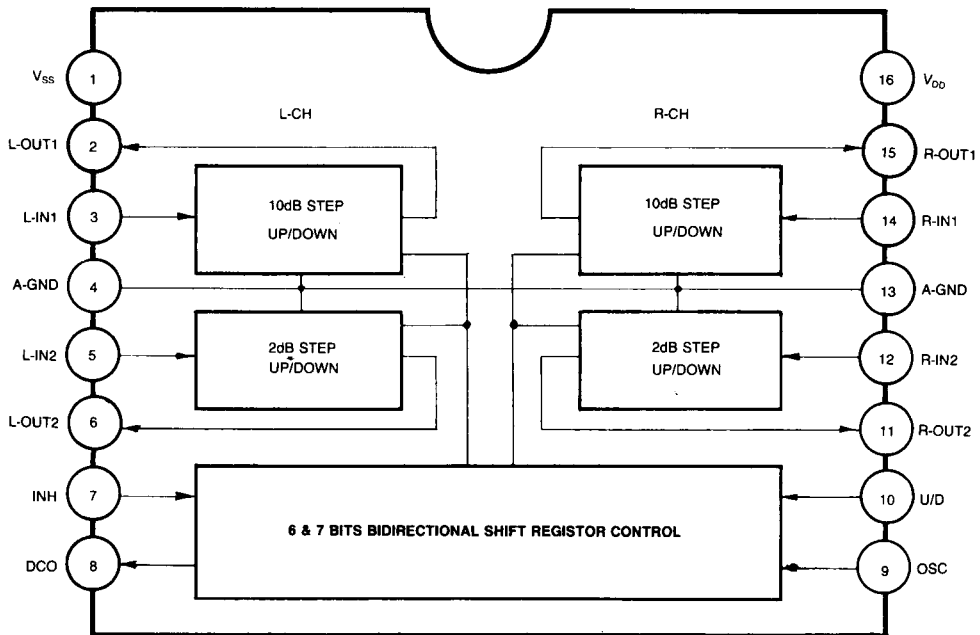 V_SS 1
16 V_DD
L-CH
R-CH
L-OUT1 2
15 R-OUT1
10dB STEP
UP/DOWN
10dB STEP
UP/DOWN
L-IN1 3
14 R-IN1
A-GND 4
13 A-GND
2dB STEP
UP/DOWN
2dB STEP
UP/DOWN
L-IN2 5
12 R-IN2
L-OUT2 6
11 R-OUT2
INH 7
10 U/D
6 & 7 BITS BIDIRECTIONAL SHIFT REGISTOR CONTROL
DCO 8
9 OSC